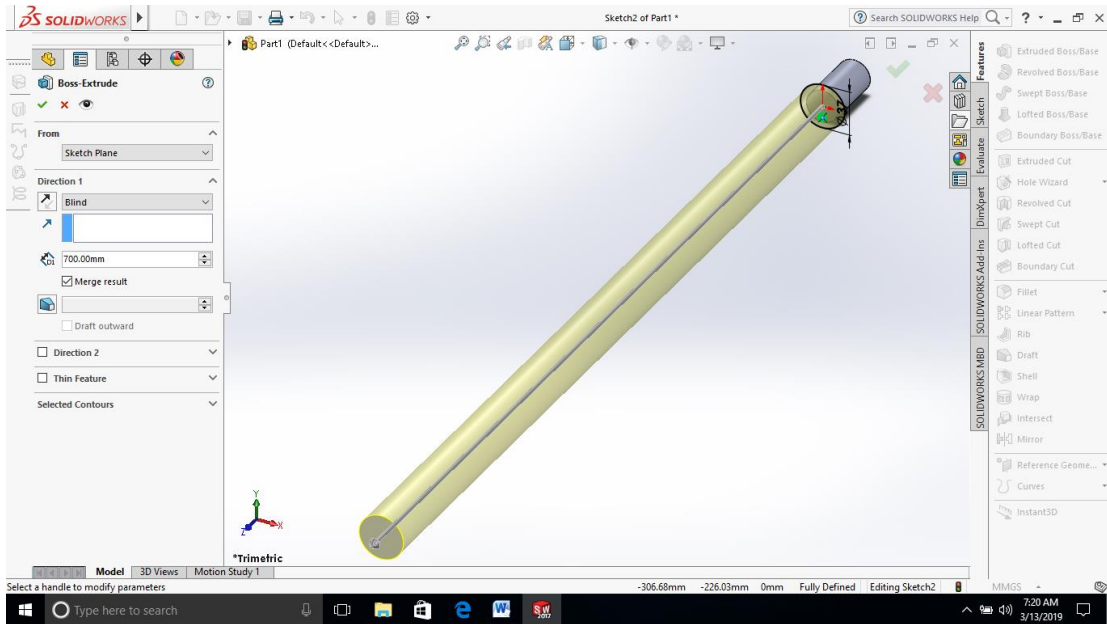 SOLIDWORKS
Sketch2 of Part1 *
Search SOLIDWORKS Help
Part1 (Default<<Default>...
Boss-Extrude
From
Sketch Plane
Direction 1
Blind
D1
700.00mm
Merge result
Draft outward
Direction 2
Thin Feature
Selected Contours
Y
X
Z
*Trimetric
Features
Sketch
Evaluate
DimXpert
SOLIDWORKS Add-Ins
SOLIDWORKS MBD
Extruded Boss/Base
Revolved Boss/Base
Swept Boss/Base
Lofted Boss/Base
Boundary Boss/Base
Extruded Cut
Hole Wizard
Revolved Cut
Swept Cut
Lofted Cut
Boundary Cut
Fillet
Linear Pattern
Rib
Draft
Shell
Wrap
Intersect
Mirror
Reference Geome...
Curves
Instant3D
Model
3D Views
Motion Study 1
Select a handle to modify parameters
-306.68mm -226.03mm 0mm Fully Defined Editing Sketch2 MMGS
Type here to search
SW 2017
7:20 AM
3/13/2019